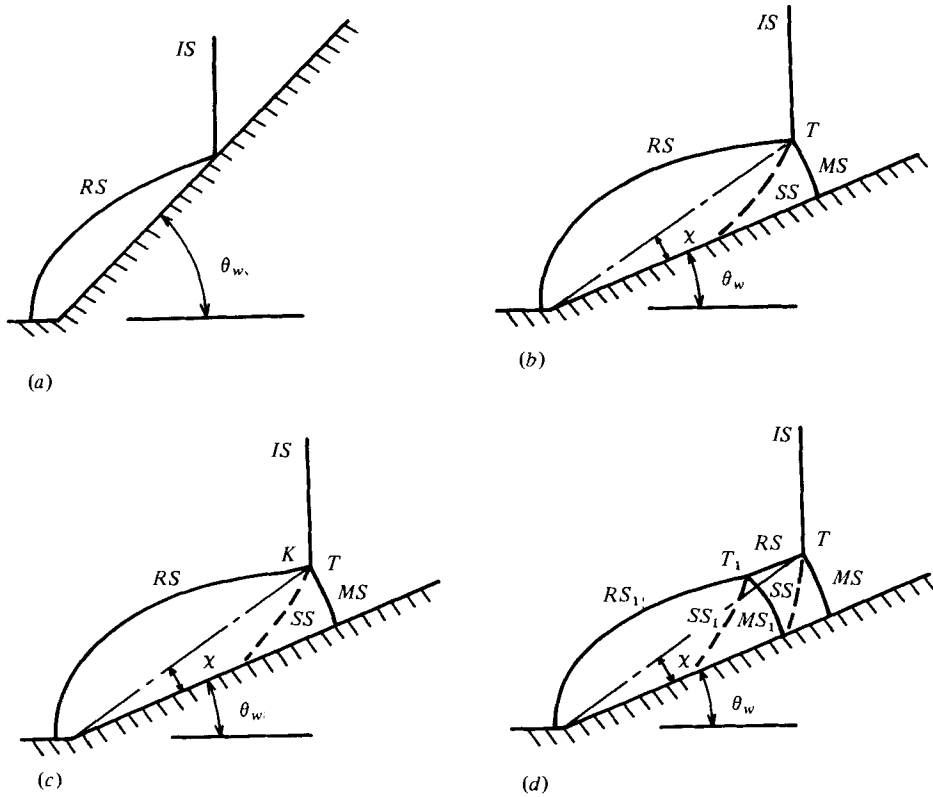 IS
RS
θw
(a)
IS
T
RS
MS
SS
χ
θw
(b)
IS
K
T
RS
MS
SS
χ
θw
(c)
IS
RS
T
T1
RS1
SS
MS
SS1
MS1
χ
θw
(d)